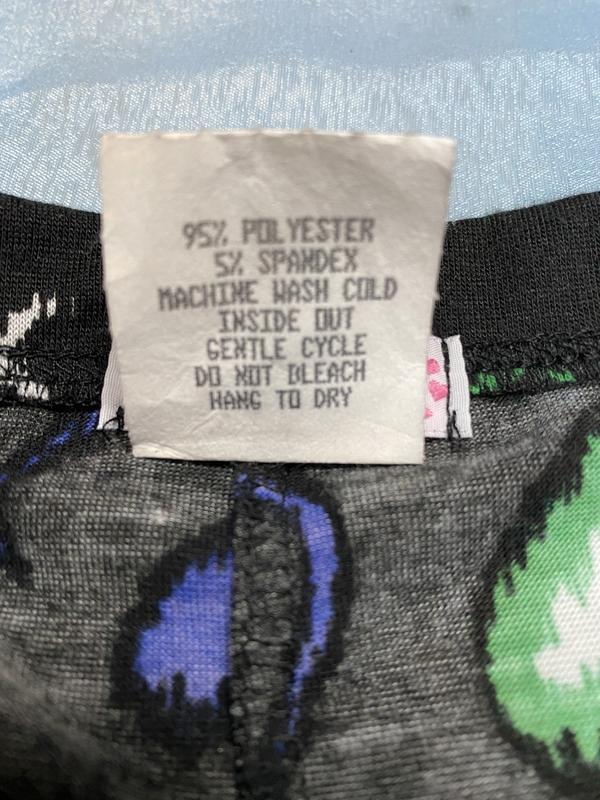 95% POLYESTER
5% SPANDEX
MACHINE WASH COLD
INSIDE OUT
GENTLE CYCLE
DO NOT BLEACH
HANG TO DRY